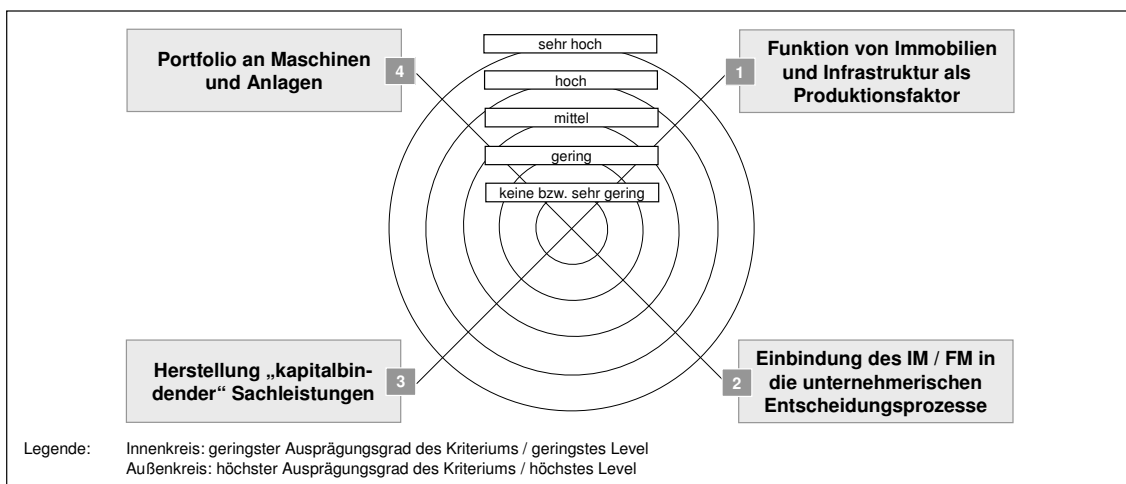 Portfolio an Maschinen
und Anlagen
4
sehr hoch
hoch
mittel
gering
keine bzw. sehr gering
1
Funktion von Immobilien
und Infrastruktur als
Produktionsfaktor
Herstellung „kapitalbin-
dender“ Sachleistungen
3
2
Einbindung des IM / FM in
die unternehmerischen
Entscheidungsprozesse
Legende: Innenkreis: geringster Ausprägungsgrad des Kriteriums / geringstes Level
Außenkreis: höchster Ausprägungsgrad des Kriteriums / höchstes Level